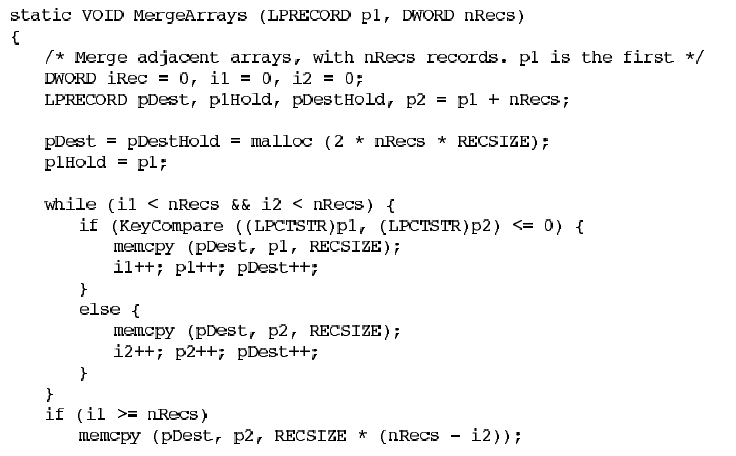 static VOID MergeArrays (LPRECORD p1, DWORD nRecs)
{
/* Merge adjacent arrays, with nRecs records. p1 is the first */
DWORD iRec = 0, i1 = 0, i2 = 0;
LPRECORD pDest, p1Hold, pDestHold, p2 = p1 + nRecs;
pDest = pDestHold = malloc (2 * nRecs * RECSIZE);
p1Hold = p1;
while (i1 < nRecs && i2 < nRecs) {
if (KeyCompare ((LPCTSTR)p1, (LPCTSTR)p2) <= 0) {
memcpy (pDest, p1, RECSIZE);
i1++; p1++; pDest++;
}
else {
memcpy (pDest, p2, RECSIZE);
i2++; p2++; pDest++;
}
}
if (i1 >= nRecs)
memcpy (pDest, p2, RECSIZE * (nRecs - i2));